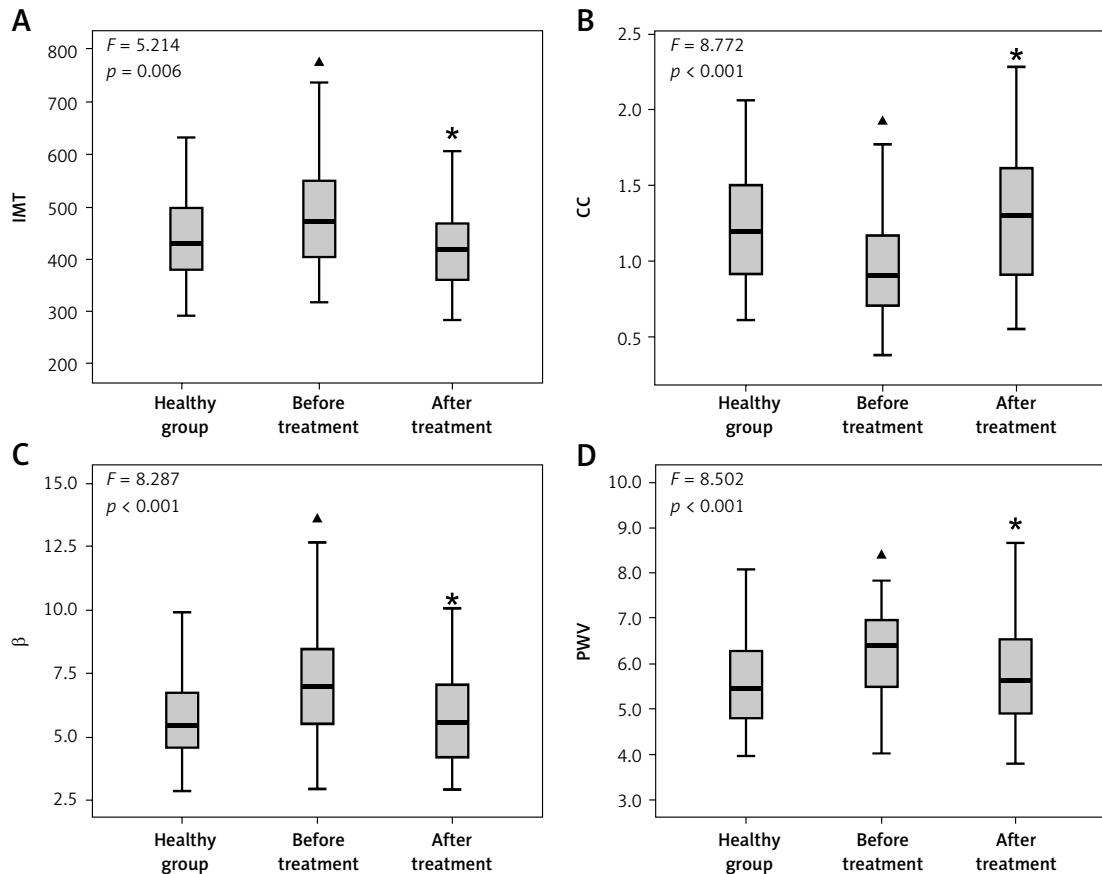 A
F = 5.214
p = 0.006
800
700
600
500
400
300
200
IMT
Healthy
group
Before
treatment
After
treatment
▲
*
B
F = 8.772
p < 0.001
2.5
2.0
1.5
1.0
0.5
CC
Healthy
group
Before
treatment
After
treatment
▲
*
C
F = 8.287
p < 0.001
15.0
12.5
10.0
7.5
5.0
2.5
β
Healthy
group
Before
treatment
After
treatment
▲
*
D
F = 8.502
p < 0.001
10.0
9.0
8.0
7.0
6.0
5.0
4.0
3.0
PWV
Healthy
group
Before
treatment
After
treatment
▲
*